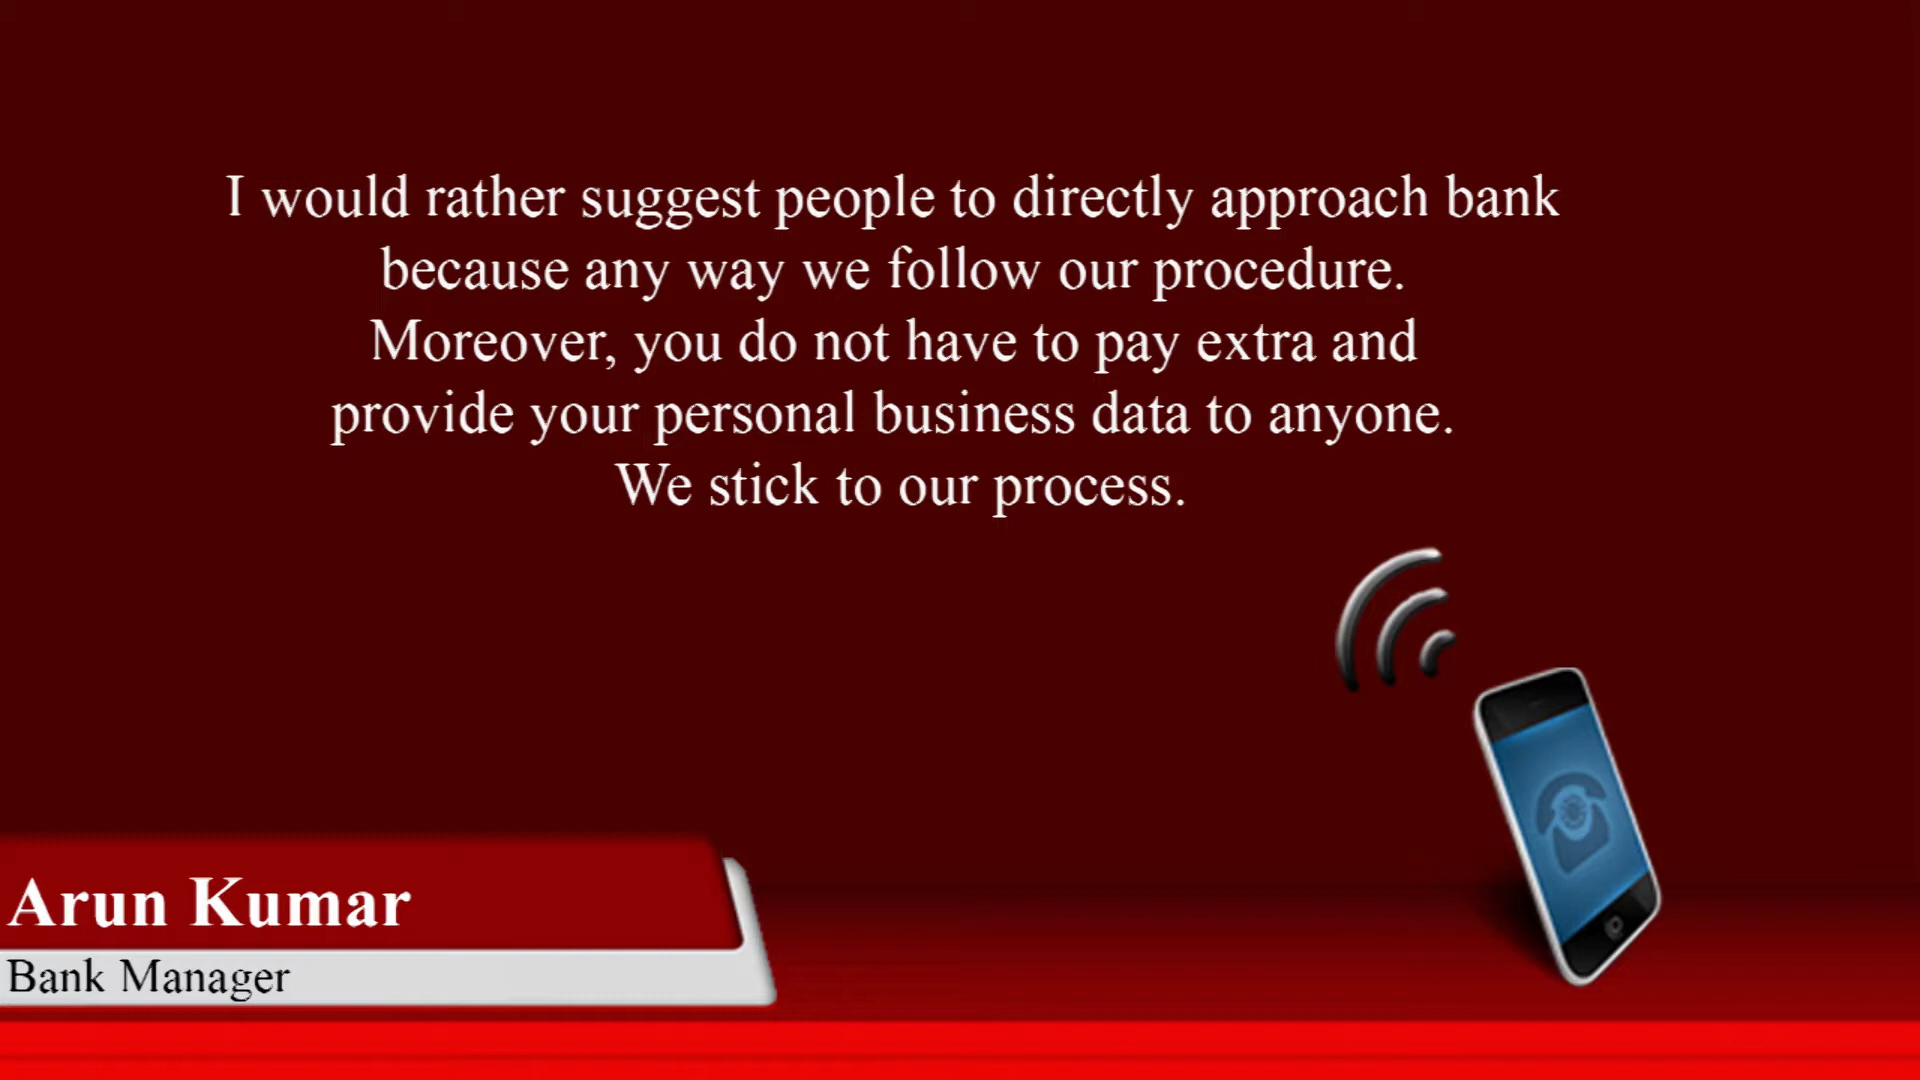 I would rather suggest people to directly approach bank
because any way we follow our procedure.
Moreover, you do not have to pay extra and
provide your personal business data to anyone.
We stick to our process.
Arun Kumar
Bank Manager